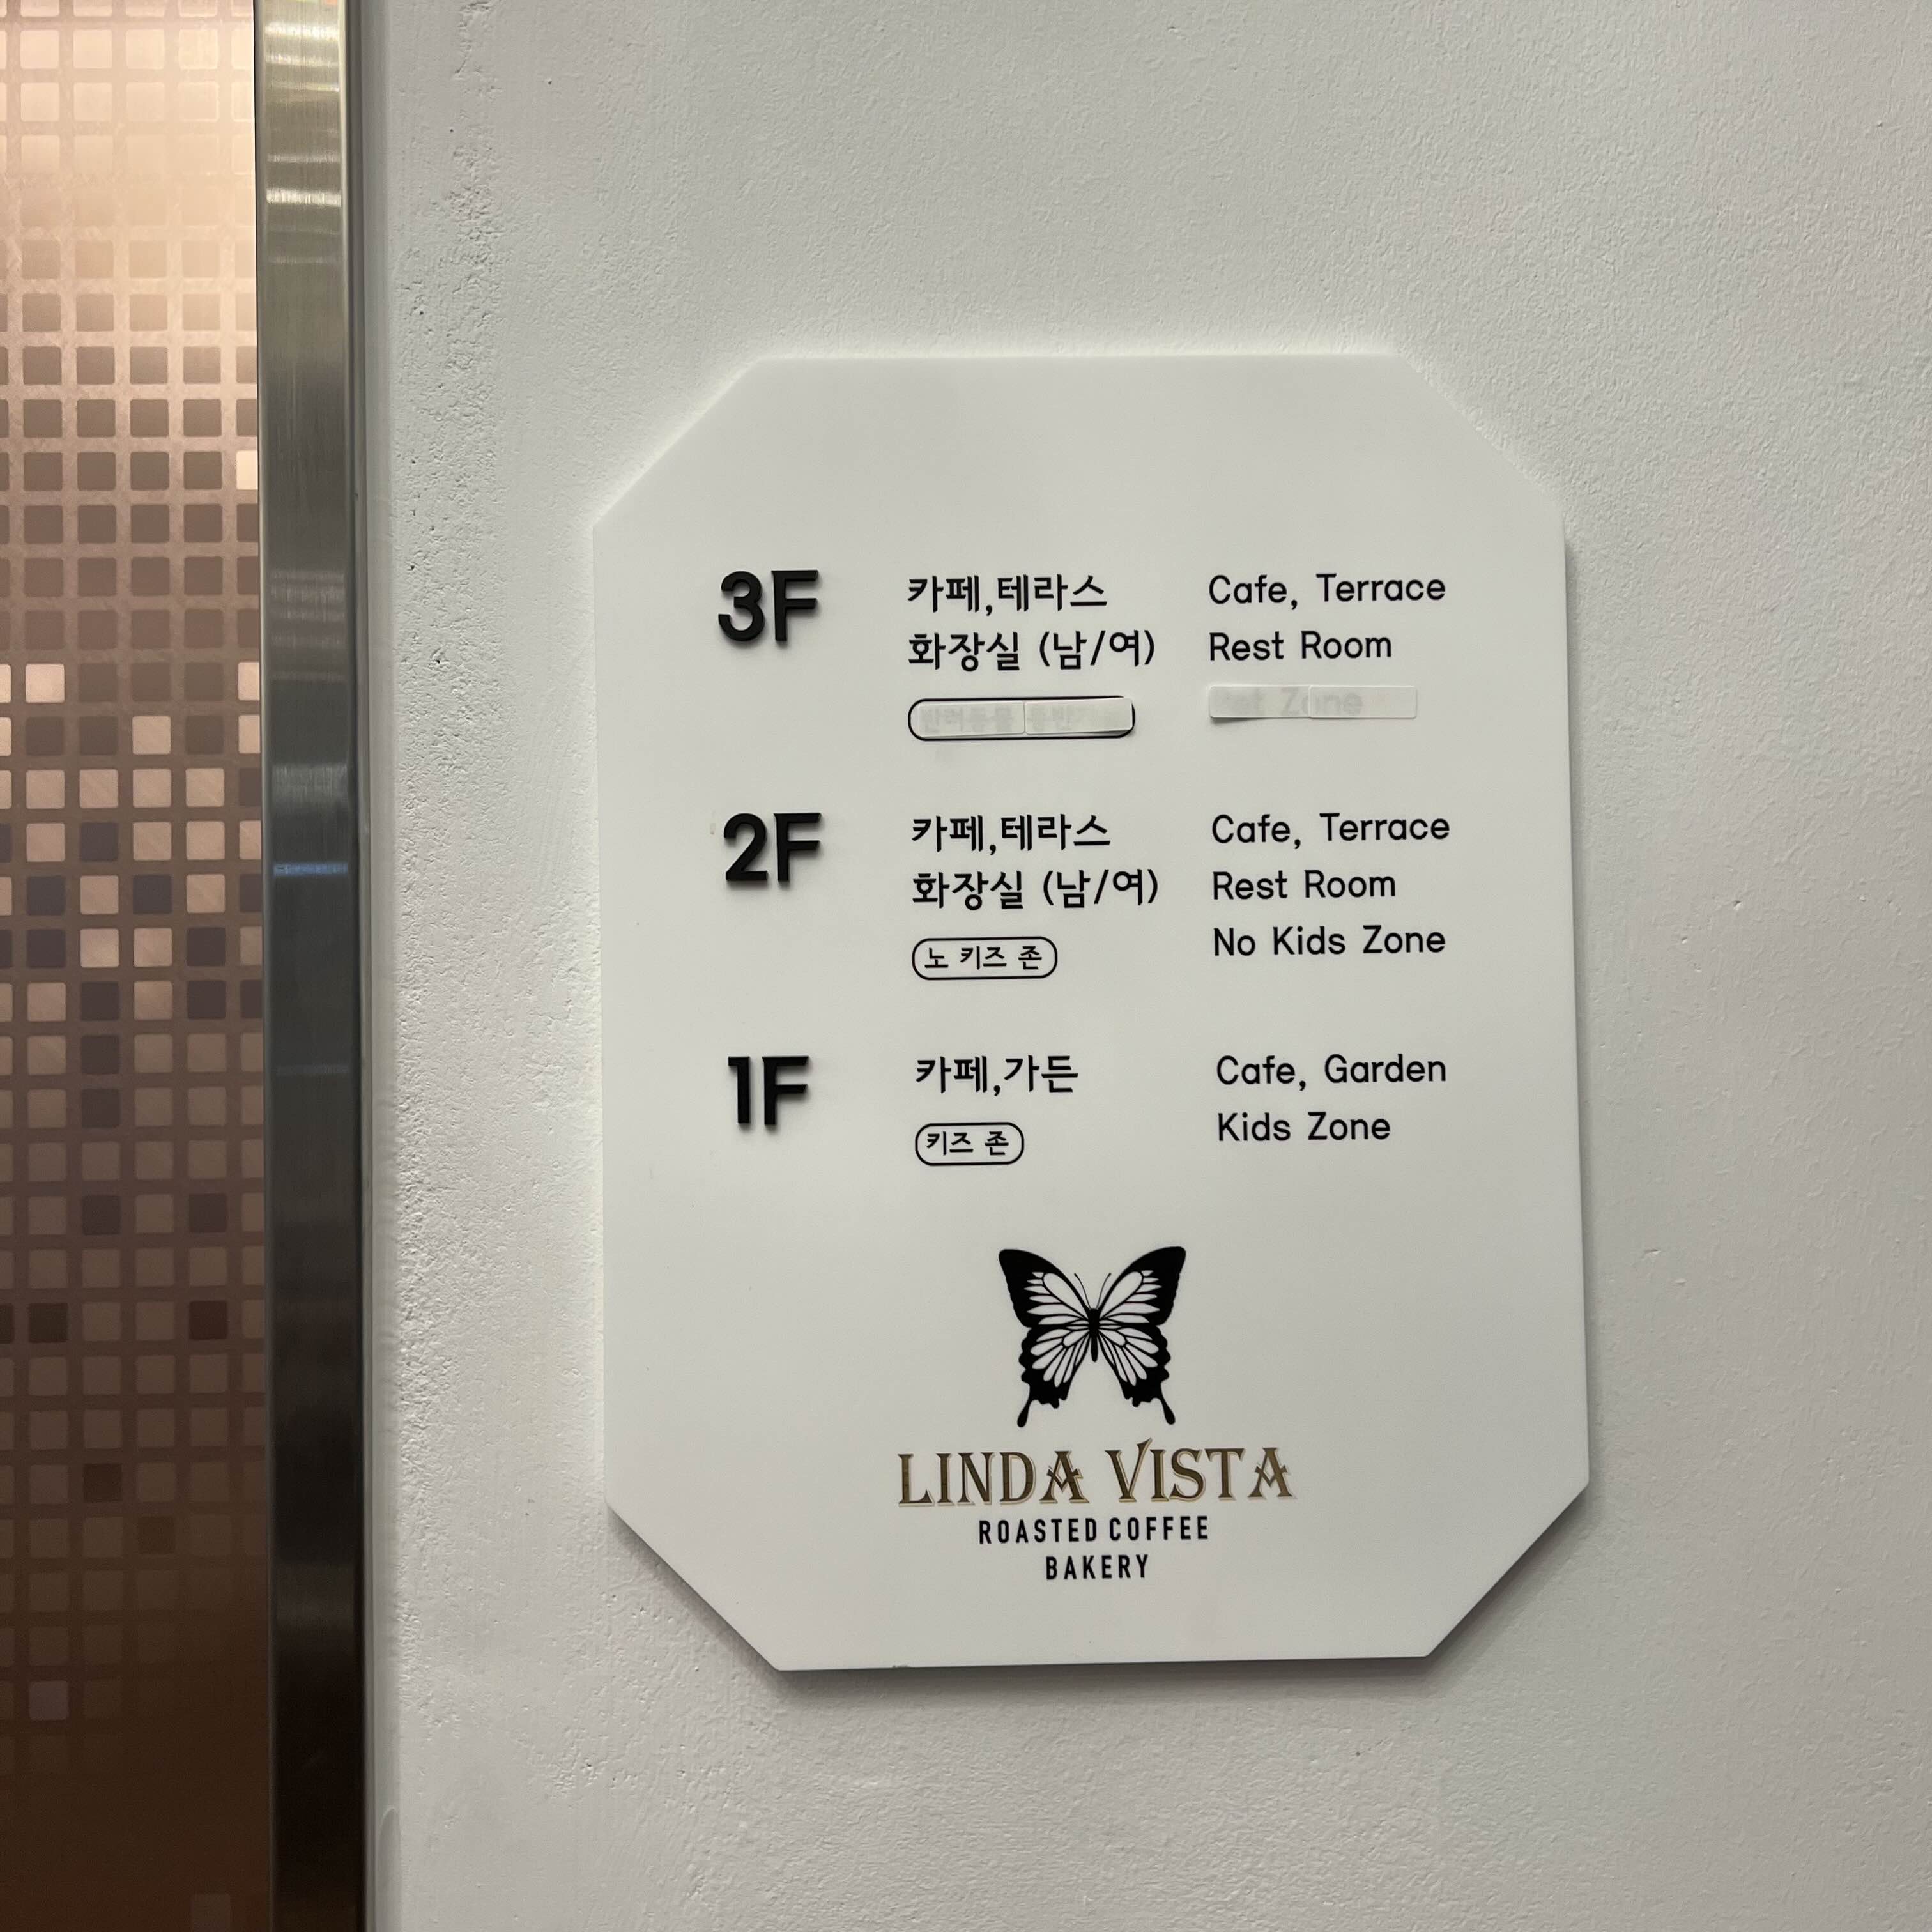 3F
카페,테라스
화장실 (남/여)
Cafe, Terrace
Rest Room
Zone
2F
카페,테라스
화장실 (남/여)
노 키즈 존
Cafe, Terrace
Rest Room
No Kids Zone
1F
카페,가든
키즈 존
Cafe, Garden
Kids Zone
LINDA VISTA
ROASTED COFFEE
BAKERY